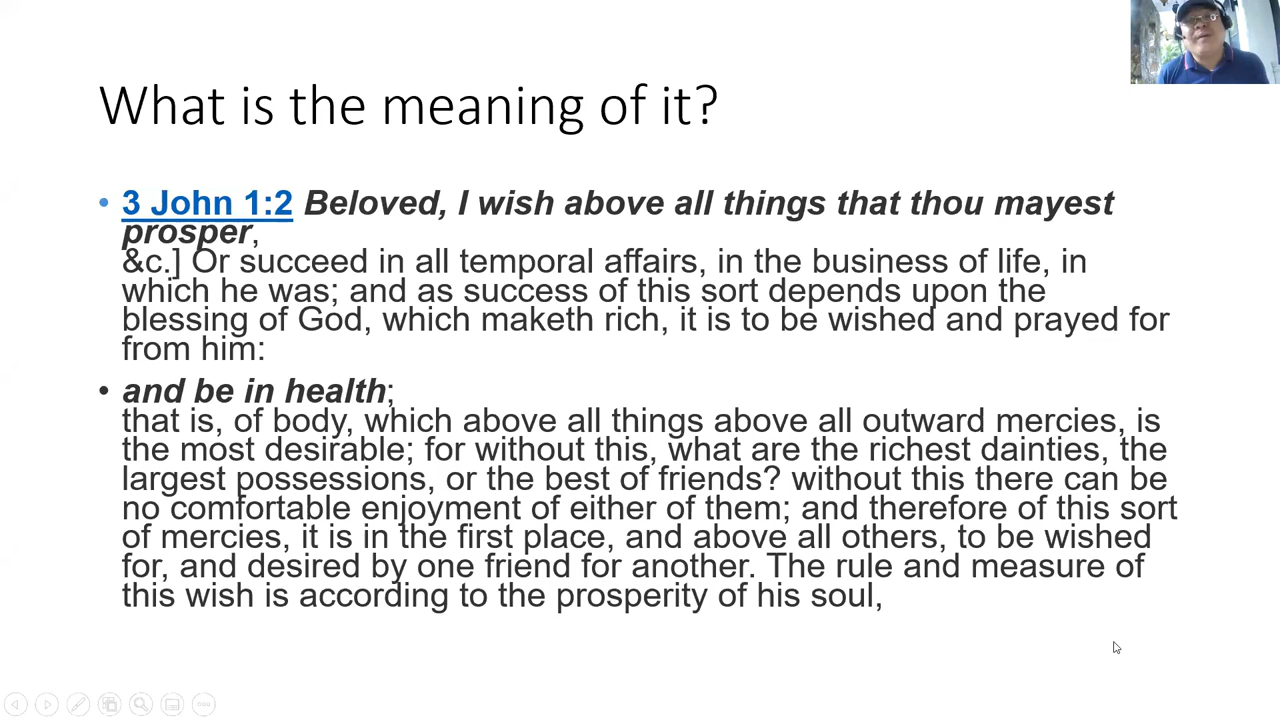 What is the meaning of it?
• 3 John 1:2 Beloved, I wish above all things that thou mayest
prosper,
&c.] Or succeed in all temporal affairs, in the business of life, in
which he was; and as success of this sort depends upon the
blessing of God, which maketh rich, it is to be wished and prayed for
from him:
• and be in health;
that is, of body, which above all things above all outward mercies, is
the most desirable; for without this, what are the richest dainties, the
largest possessions, or the best of friends? without this there can be
no comfortable enjoyment of either of them; and therefore of this sort
of mercies, it is in the first place, and above all others, to be wished
for, and desired by one friend for another. The rule and measure of
this wish is according to the prosperity of his soul,